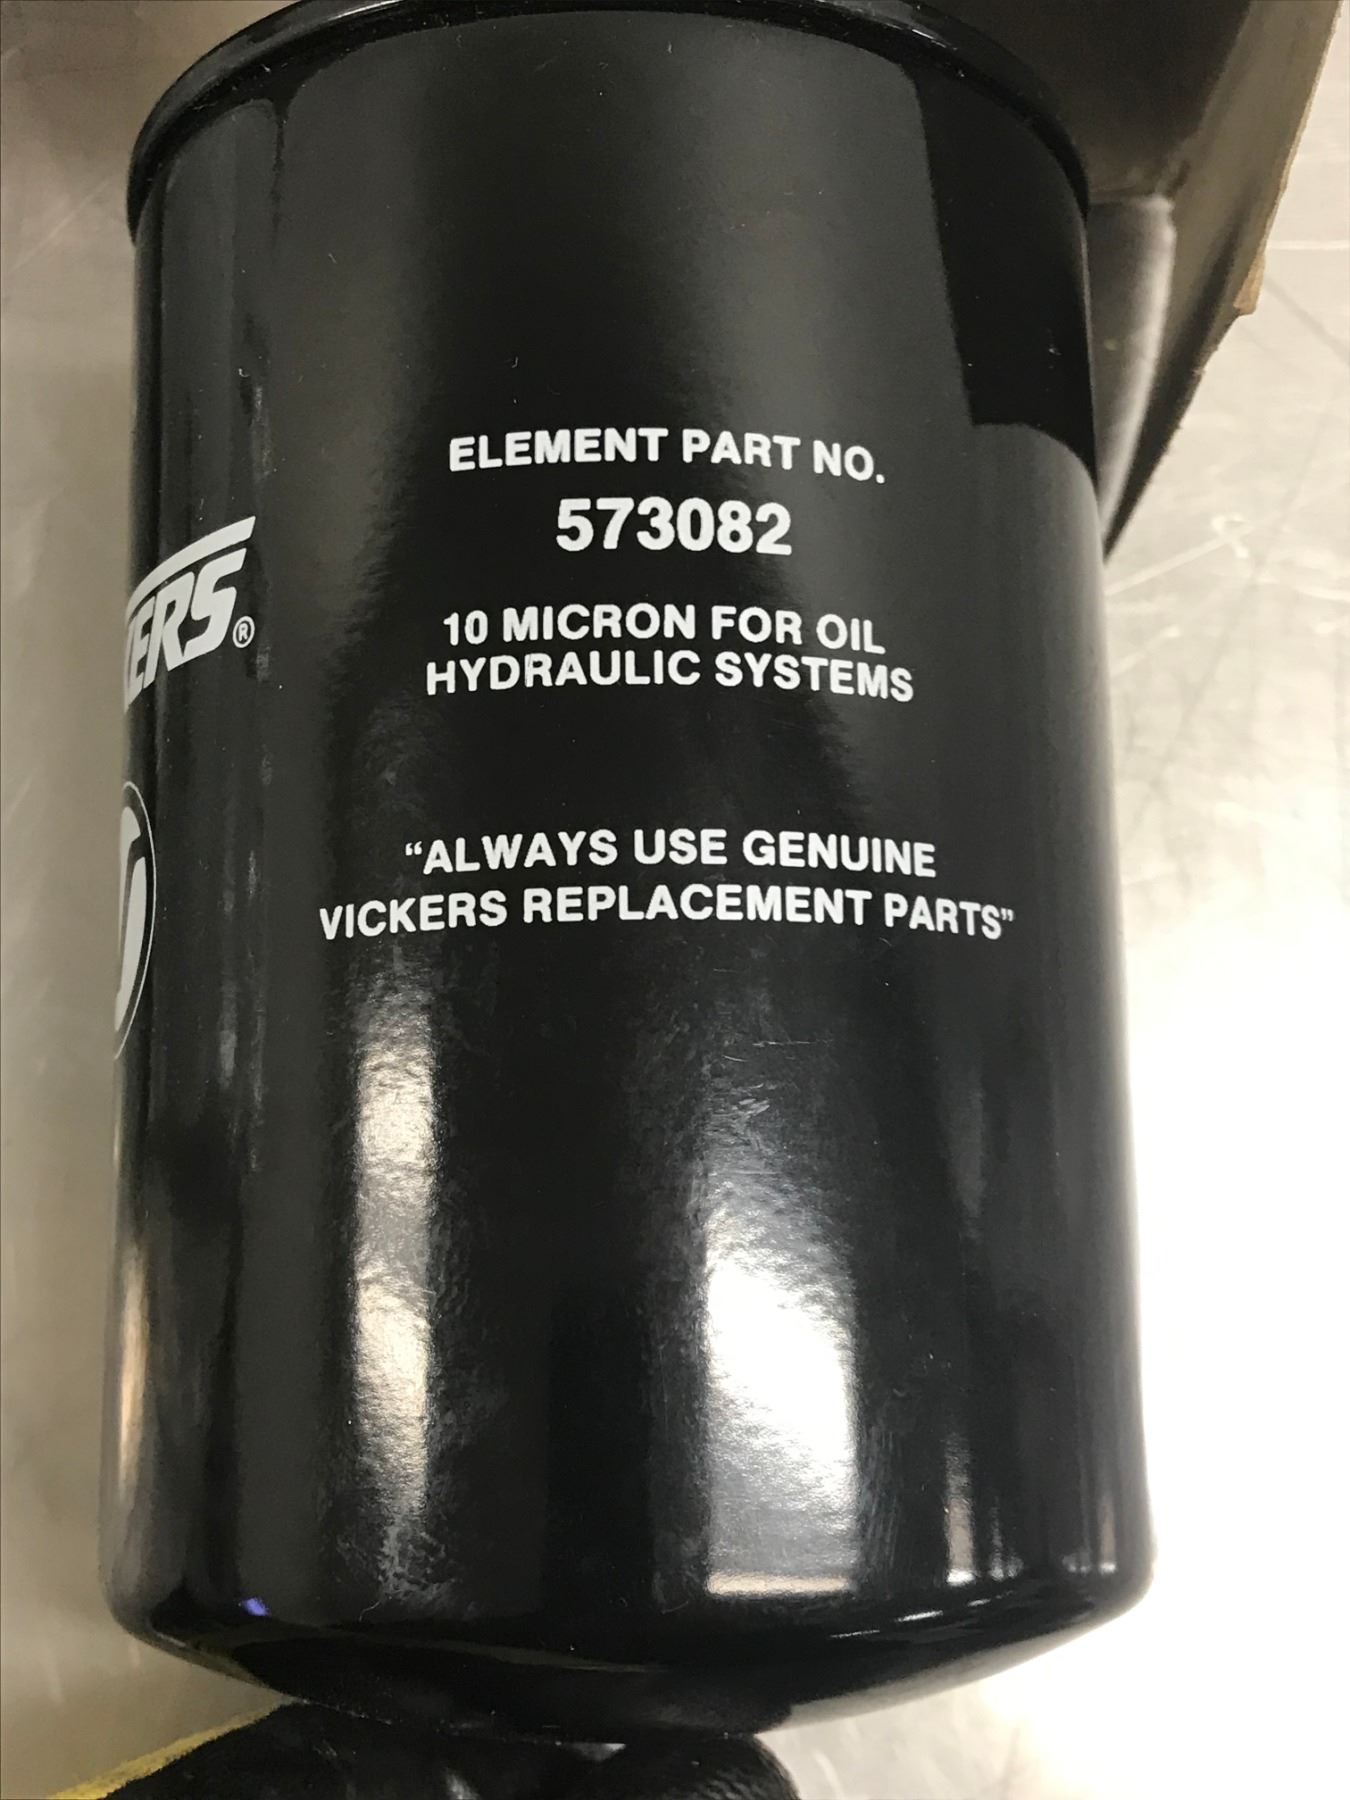 ELEMENT PART NO.
573082
10 MICRON FOR OIL
HYDRAULIC SYSTEMS
“ALWAYS USE GENUINE
VICKERS REPLACEMENT PARTS”